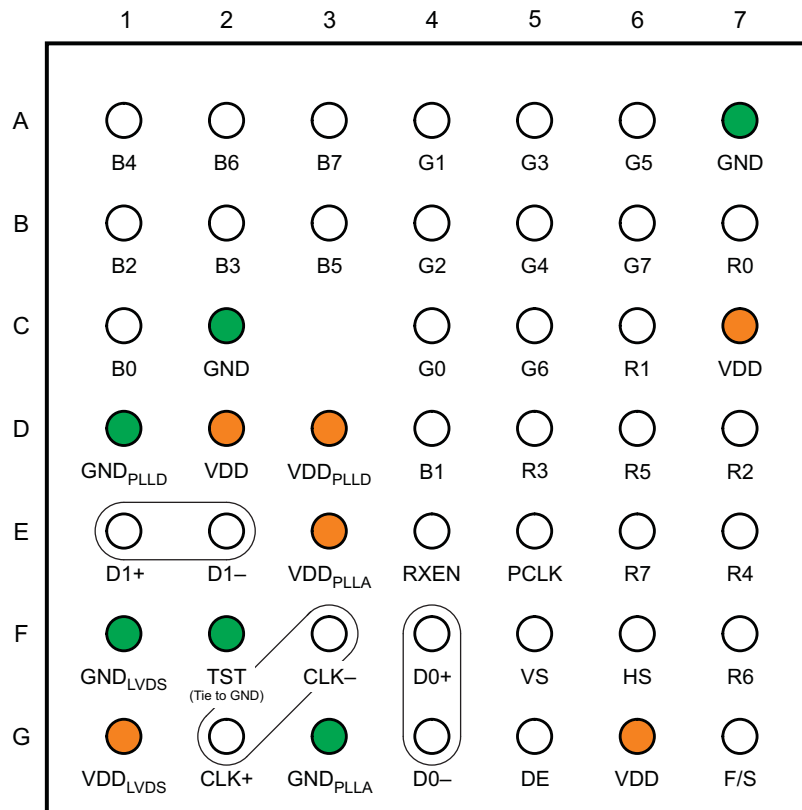 1 2 3 4 5 6 7
A
B4 B6 B7 G1 G3 G5 GND
B
B2 B3 B5 G2 G4 G7 R0
C
B0 GND G0 G6 R1 VDD
D
GNDPLLD VDD VDDPLLD B1 R3 R5 R2
E
D1+ D1– VDDPLLA RXEN PCLK R7 R4
F
GNDLVDS TST CLK– D0+ VS HS R6
(Tie to GND)
G
VDDLVDS CLK+ GNDPLLA D0– DE VDD F/S